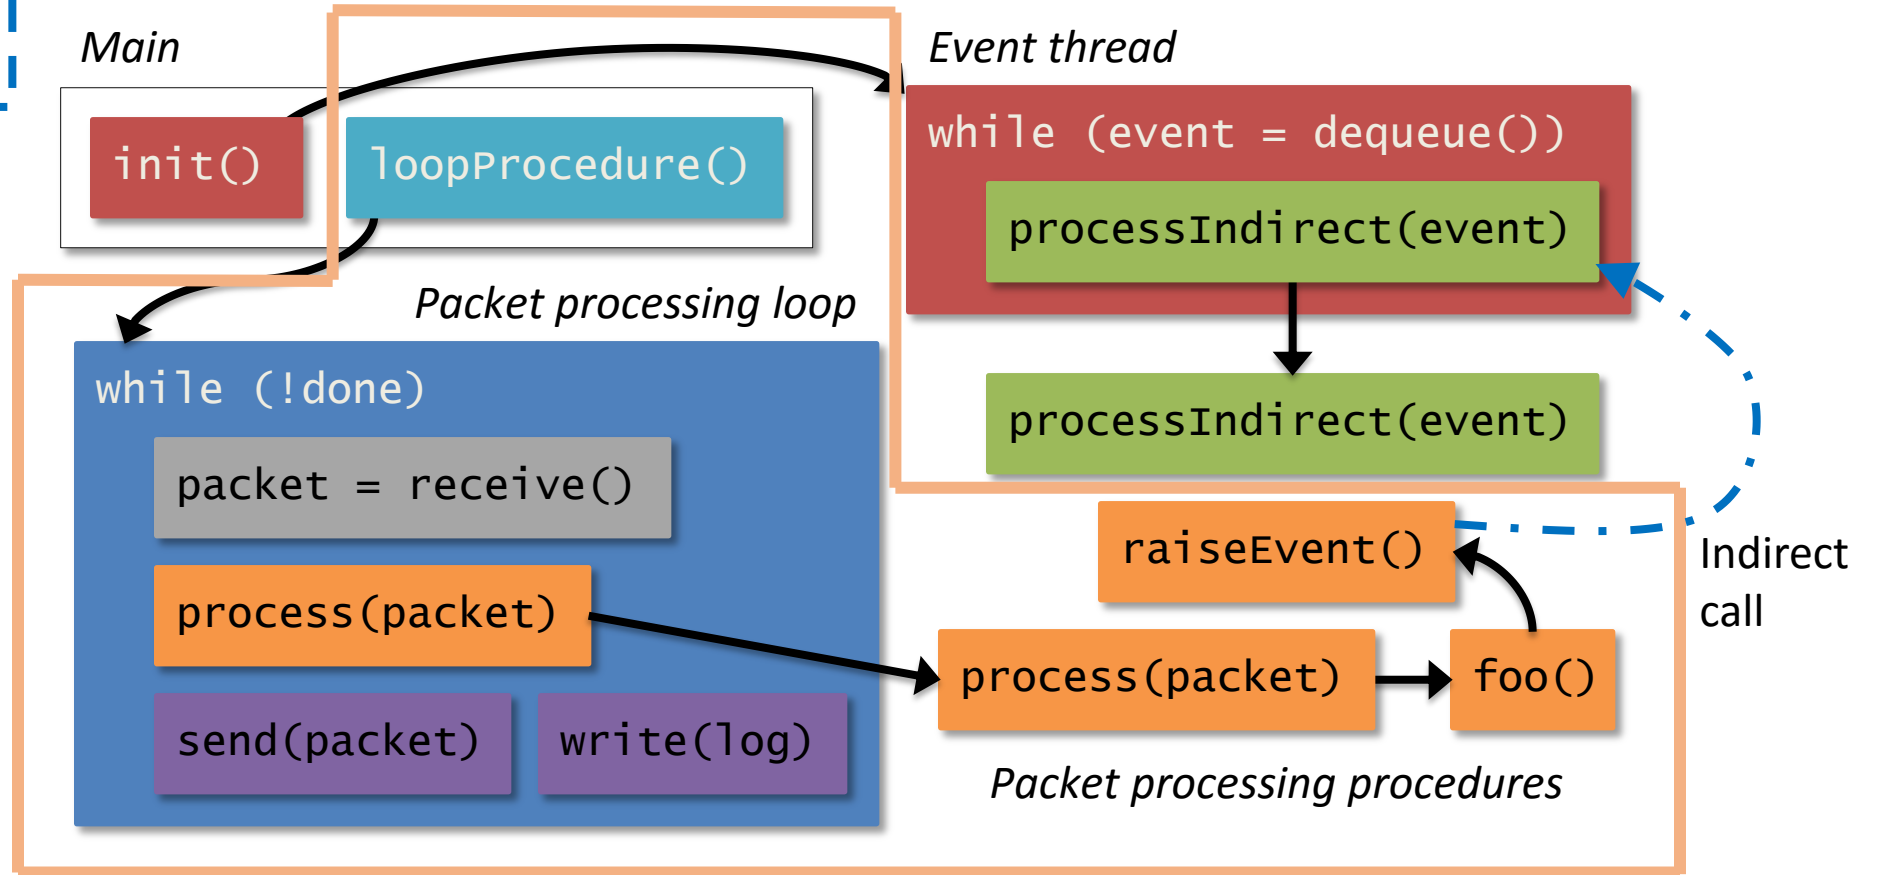 Main
Event thread
init()
loopProcedure()
while (event = dequeue())
processIndirect(event)
Packet processing loop
while (!done)
processIndirect(event)
packet = receive()
raiseEvent()
Indirect
call
process(packet)
process(packet)
foo()
send(packet)
write(log)
Packet processing procedures